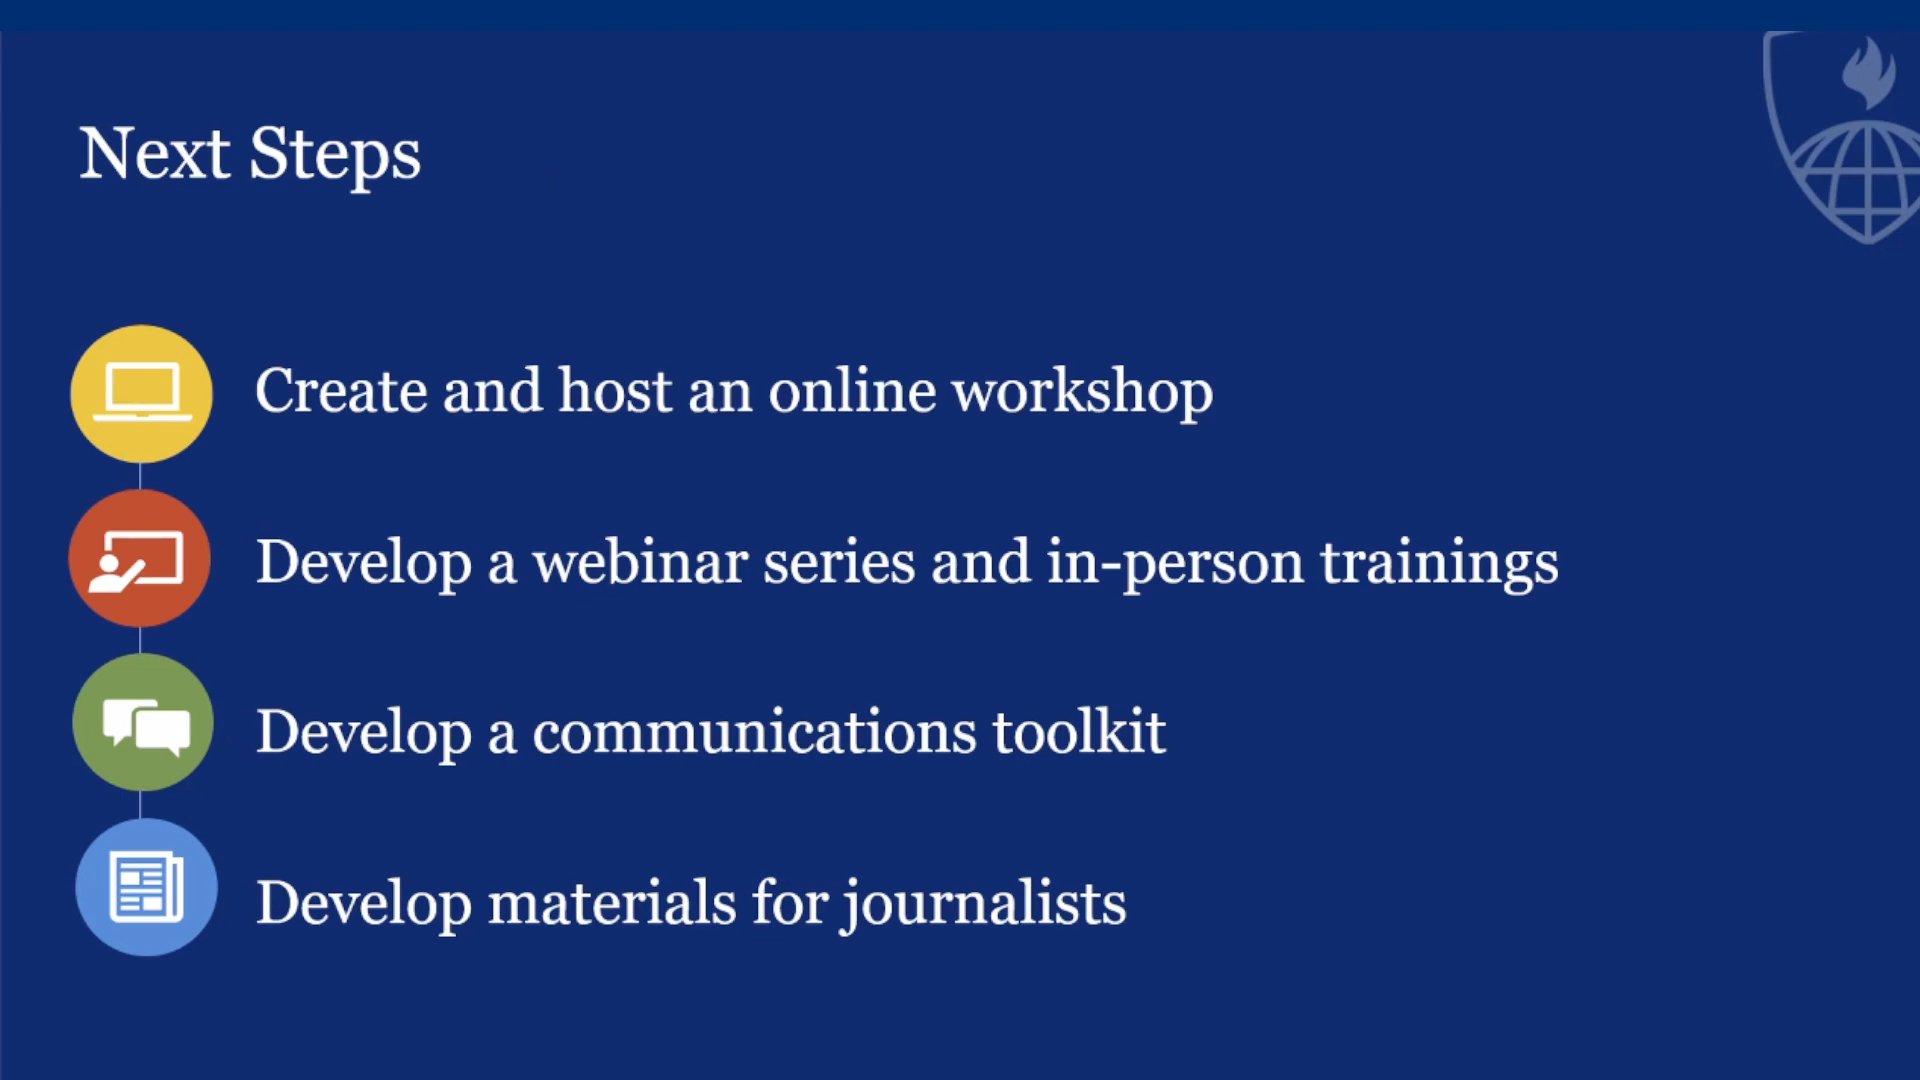 Next Steps
Create and host an online workshop
Develop a webinar series and in-person trainings
Develop a communications toolkit
Develop materials for journalists